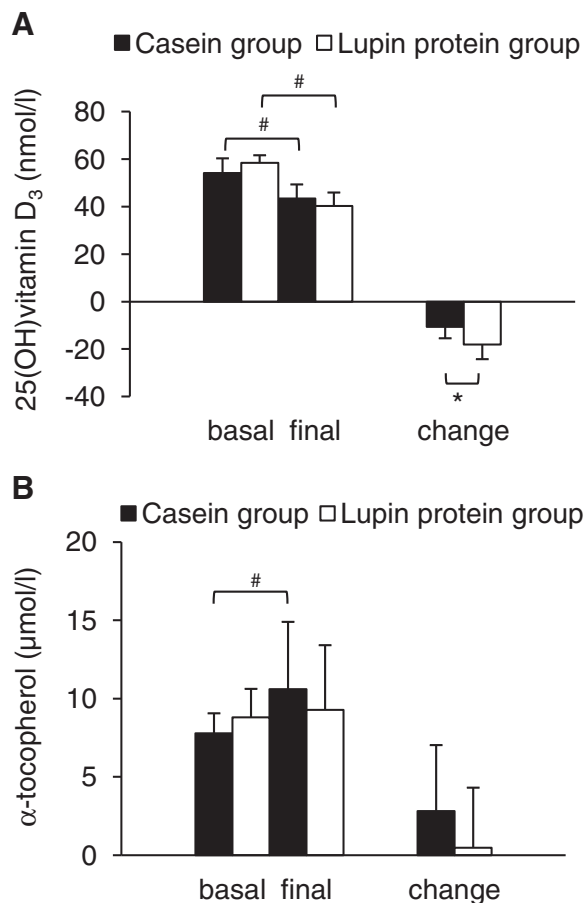 A
■ Casein group □ Lupin protein group
25(OH)vitamin D3 (nmol/l)
80
60
40
20
0
-20
-40
#
#
*
basal final change
B
■ Casein group □ Lupin protein group
α-tocopherol (µmol/l)
20
15
10
5
0
#
basal final change